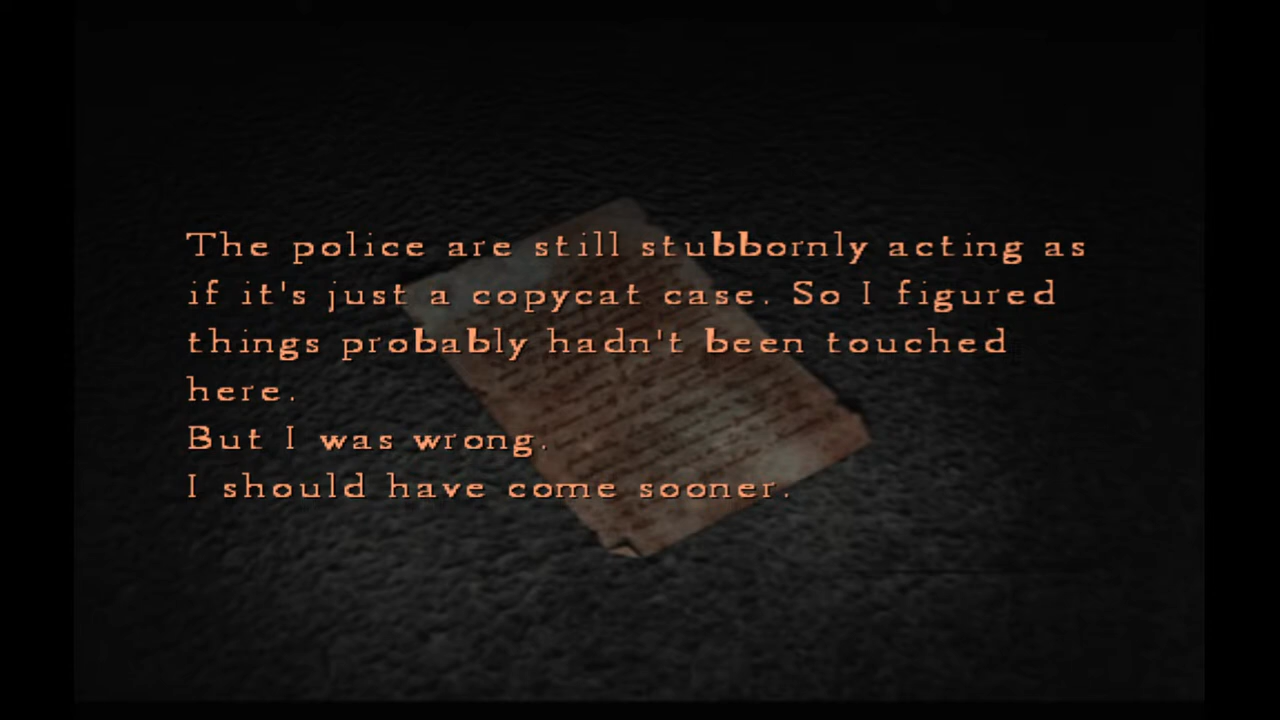 The police are still stubbornly acting as
if it's just a copycat case. So I figured
things probably hadn't been touched
here.
But I was wrong.
I should have come sooner.